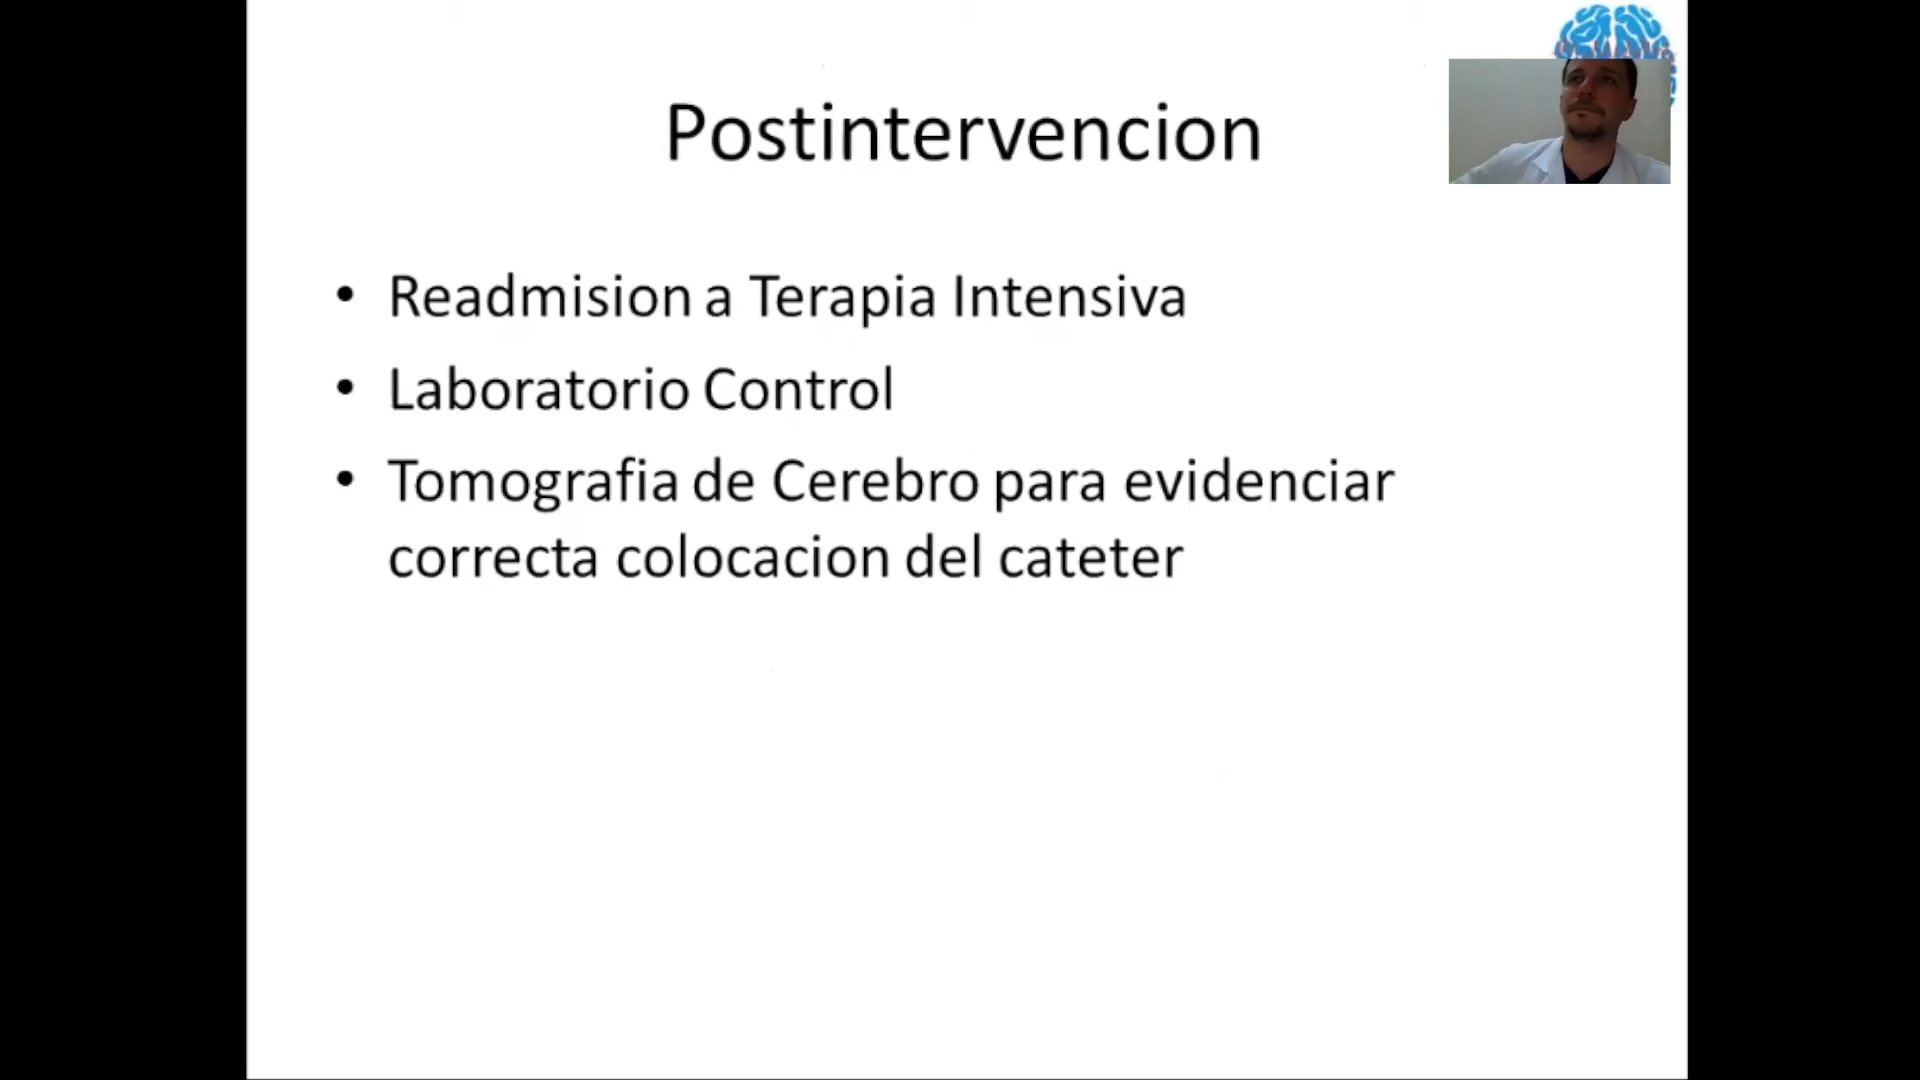 Postintervencion
• Readmision a Terapia Intensiva
• Laboratorio Control
• Tomografia de Cerebro para evidenciar
correcta colocacion del cateter